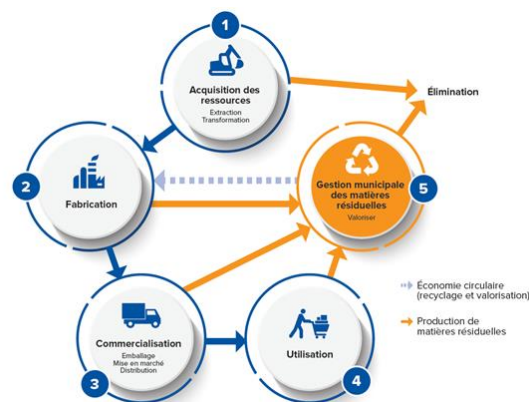 1
Acquisition des
ressources
Extraction
Transformation
Élimination
2
Fabrication
Gestion municipale
des matières
résiduelles
Valoriser
5
Économie circulaire
(recyclage et valorisation)
Production de
matières résiduelles
Commercialisation
Emballage
Mise en marché
Distribution
3
Utilisation
4